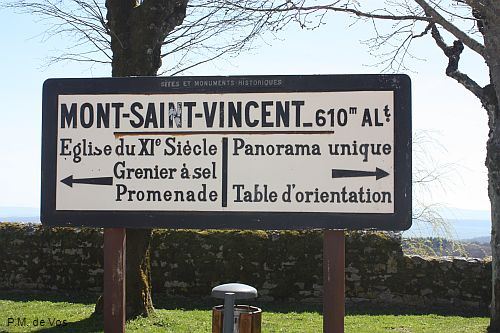 SITES ET MONUMENTS HISTORIQUES
MONT-SAINT-VINCENT_610m ALt.
Eglise du XIe Siècle
Grenier à sel
Promenade
Panorama unique
Table d'orientation
P.M. de Vos